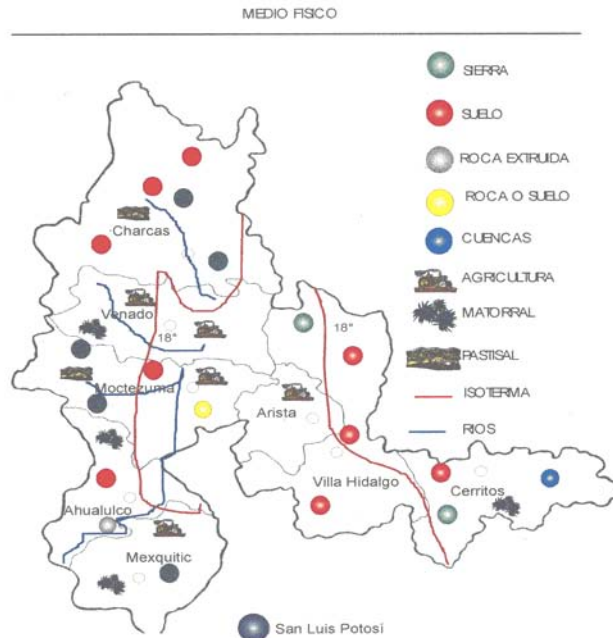 MEDIO FISICO
SIERRA
SUELO
ROCA EXTRUIDA
ROCA O SUELO
CUENCAS
AGRICULTURA
MATORRAL
PASTISAL
ISOTERMA
RIOS
Charcas
Venado
18°
18°
Moctezuma
Arista
Villa Hidalgo
Cerritos
Ahualulco
Mexquitic
San Luis Potosí